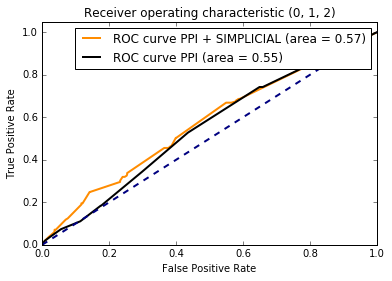 Receiver operating characteristic (0, 1, 2)
ROC curve PPI + SIMPLICIAL (area = 0.57)
ROC curve PPI (area = 0.55)
True Positive Rate
1.0
0.8
0.6
0.4
0.2
0.0
0.0 0.2 0.4 0.6 0.8 1.0
False Positive Rate